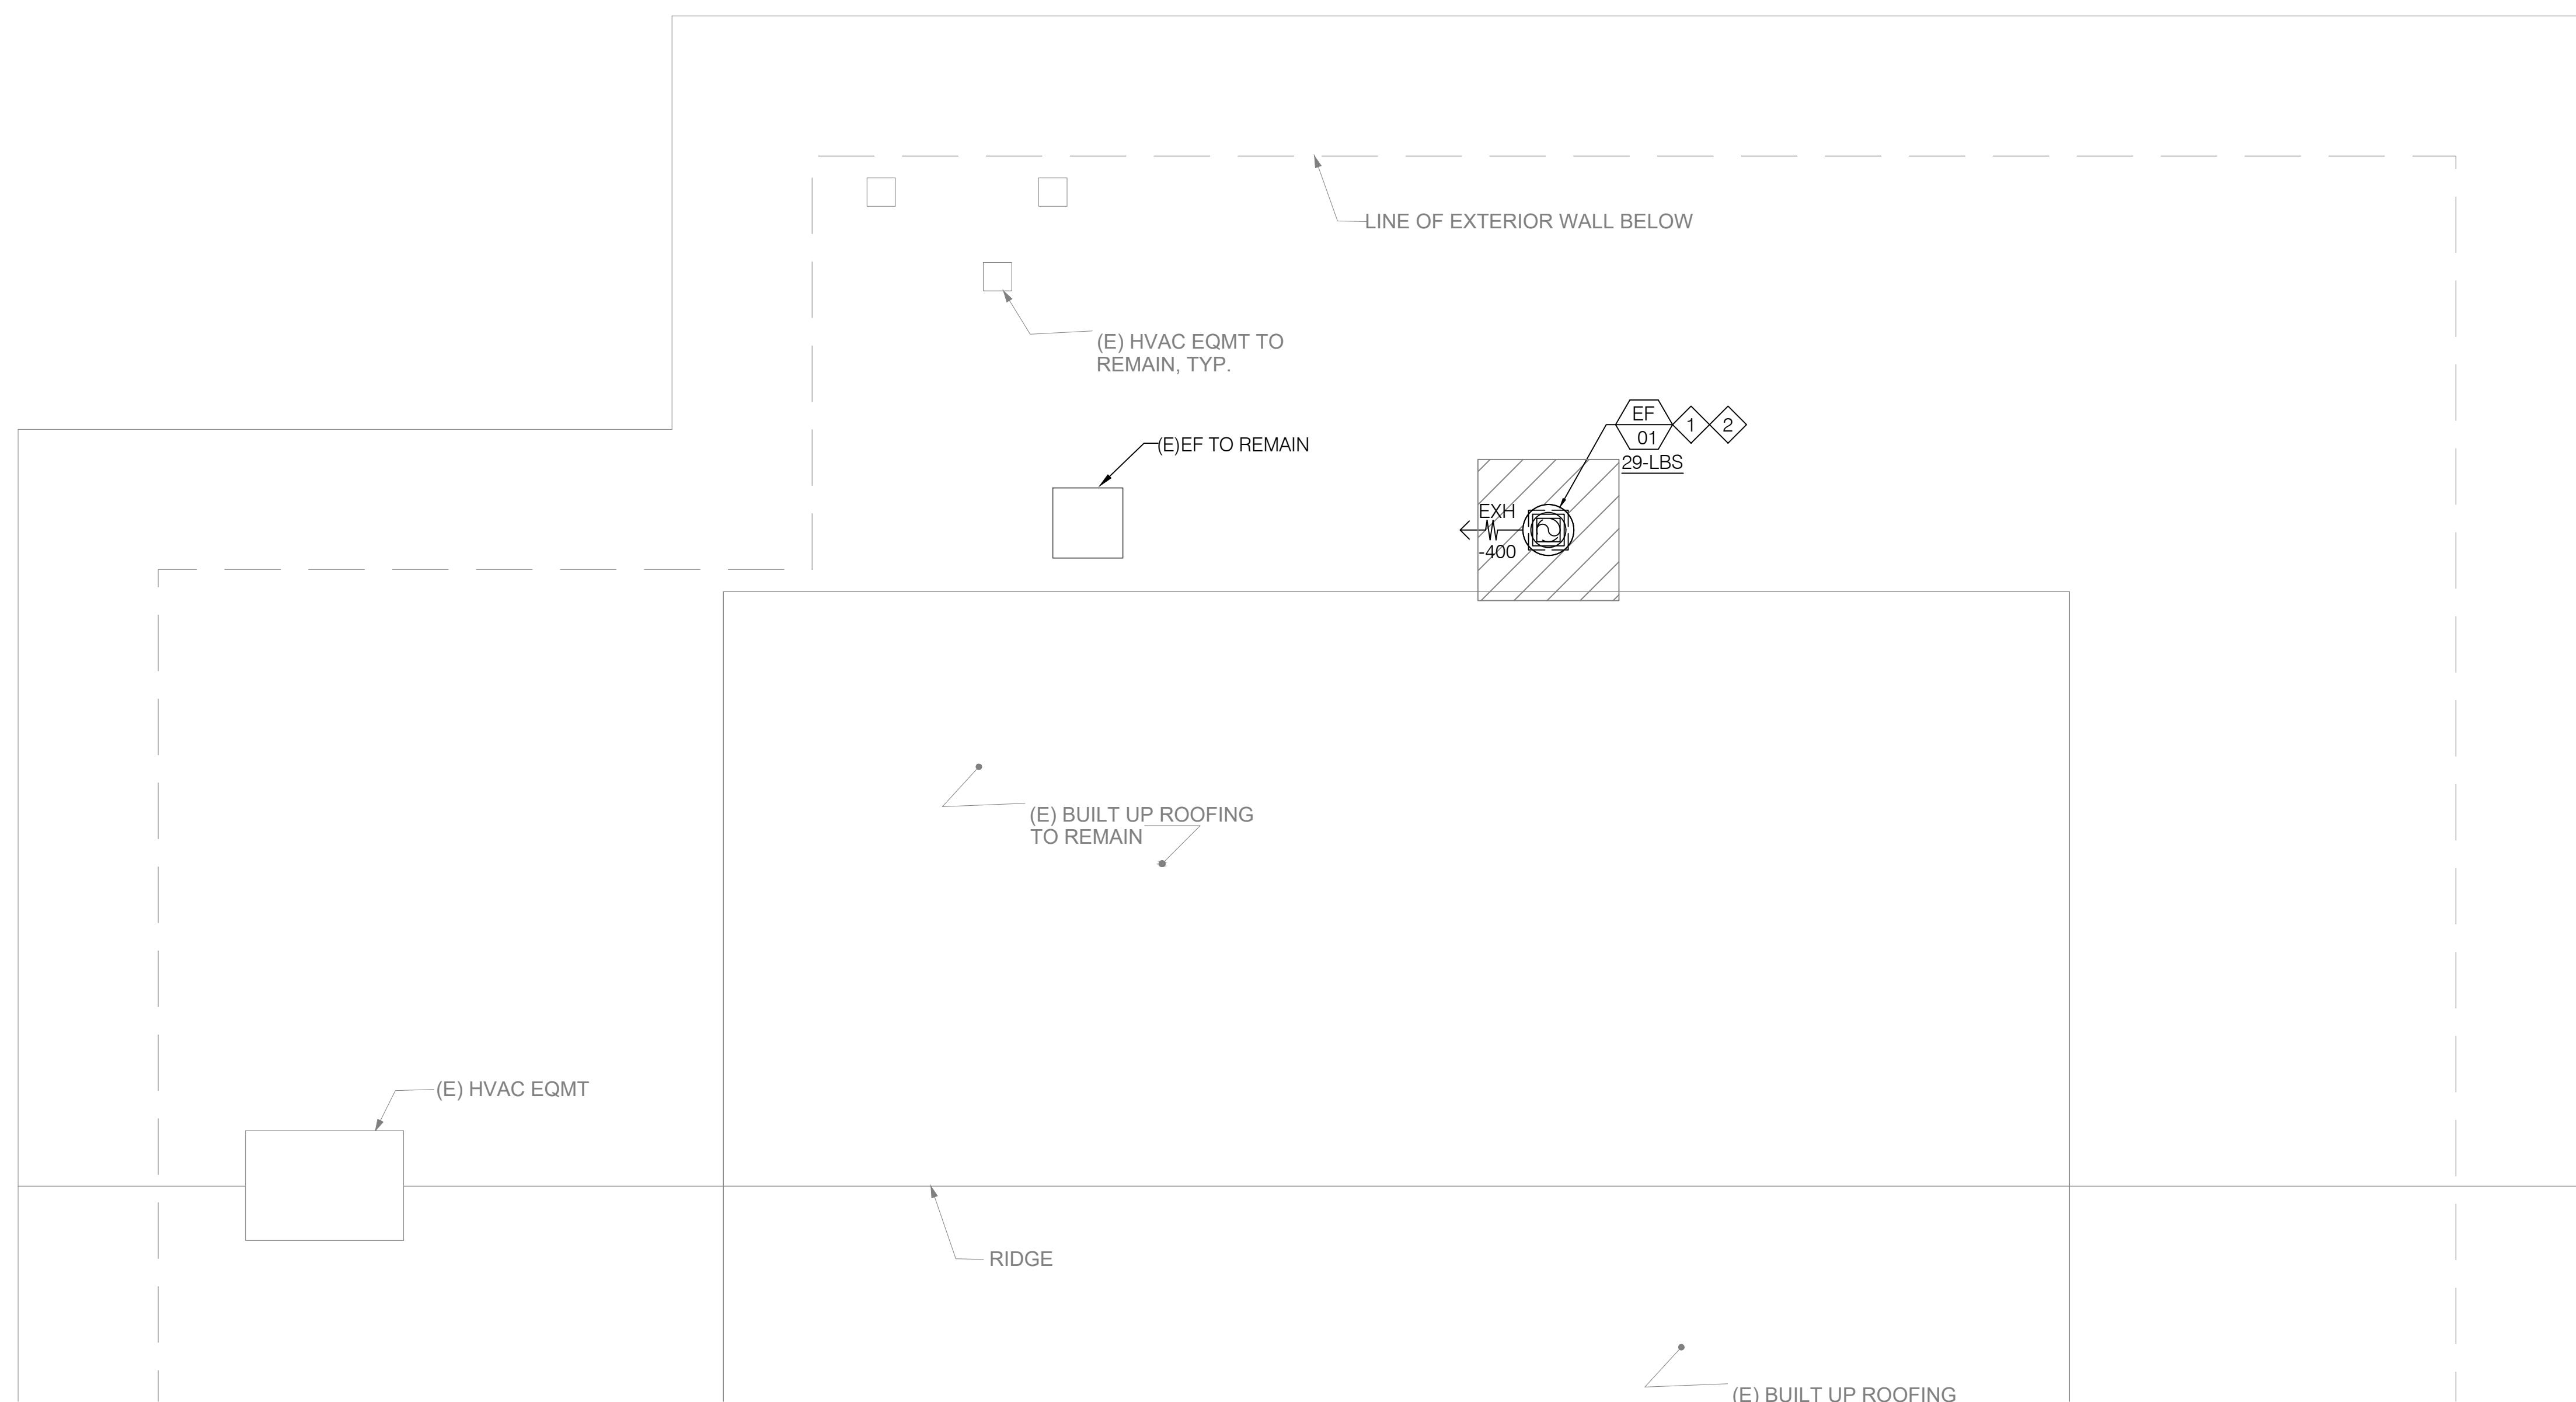 LINE OF EXTERIOR WALL BELOW
(E) HVAC EQMT TO
REMAIN, TYP.
(E)EF TO REMAIN
EF
01
1
2
29-LBS
EXH
-400
(E) BUILT UP ROOFING
TO REMAIN
(E) HVAC EQMT
RIDGE
(E) BUILT UP ROOFING